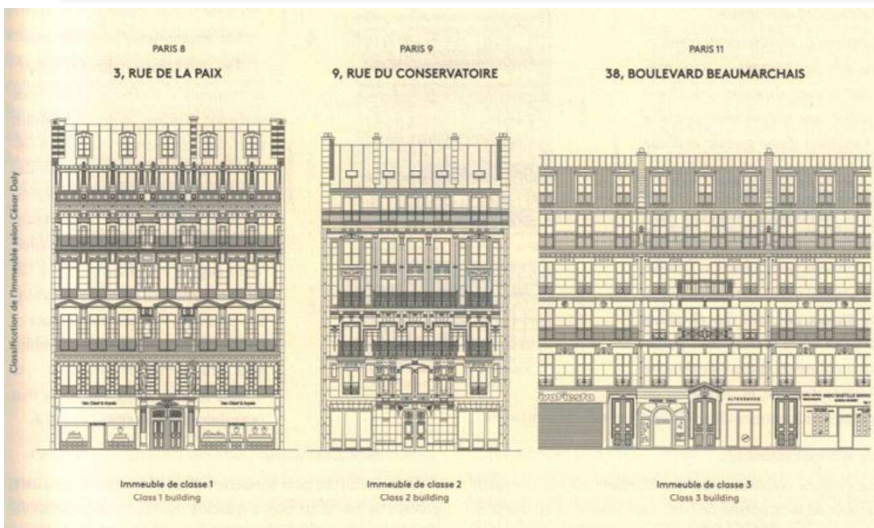 Classification de l'Immeuble selon César Daly
PARIS 8
3, RUE DE LA PAIX
PARIS 9
9, RUE DU CONSERVATOIRE
PARIS 11
38, BOULEVARD BEAUMARCHAIS
Van Cleef & Arpels
Van Cleef & Arpels
ivaFiesta
ALTERMUNDI
Immeuble de classe 1
Class 1 building
Immeuble de classe 2
Class 2 building
Immeuble de classe 3
Class 3 building